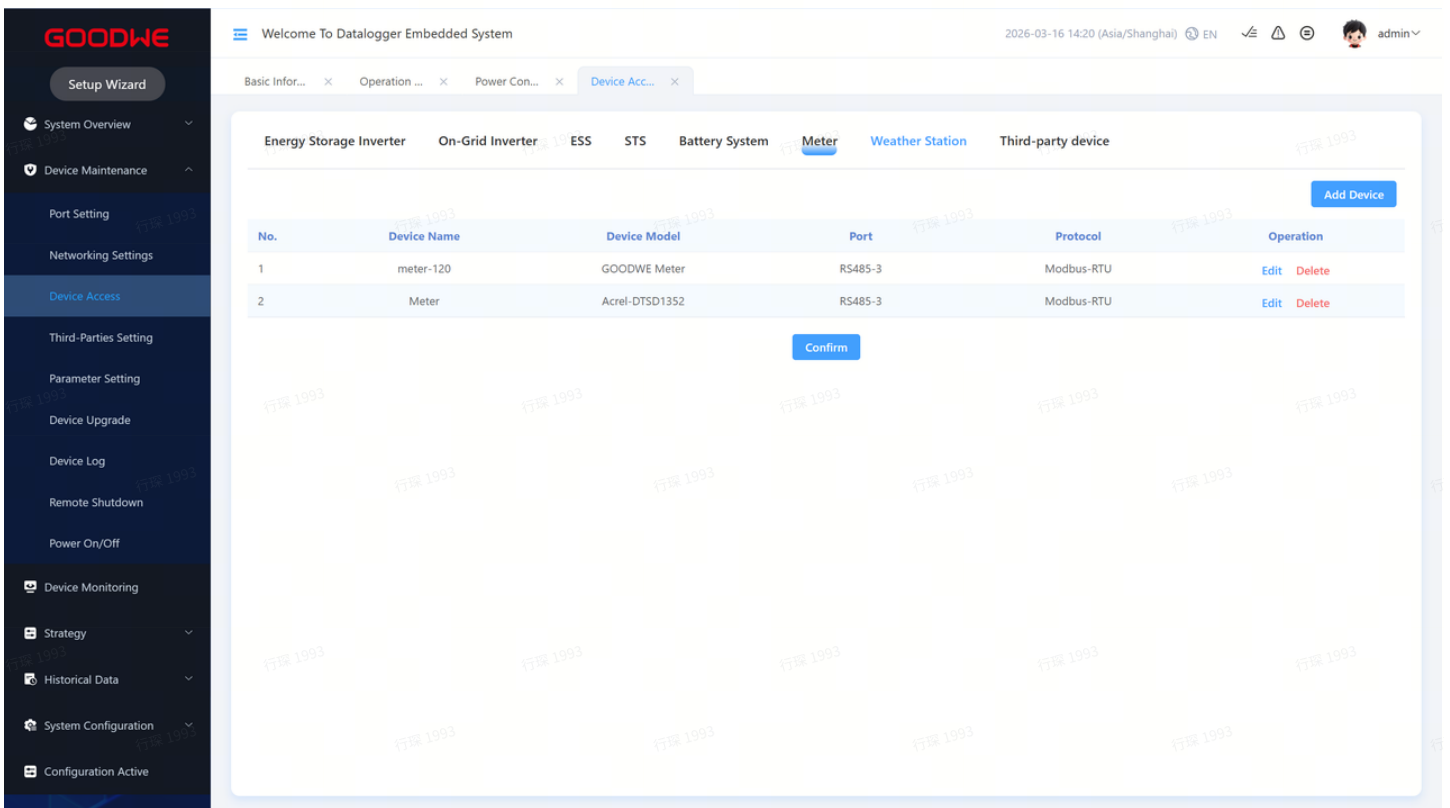 GOODWE
Welcome To Datalogger Embedded System
2026-03-16 14:20 (Asia/Shanghai) EN
admin
Setup Wizard
Basic Infor...
Operation ...
Power Con...
Device Acc...
System Overview
Device Maintenance
Port Setting
Networking Settings
Device Access
Third-Parties Setting
Parameter Setting
Device Upgrade
Device Log
Remote Shutdown
Power On/Off
Device Monitoring
Strategy
Historical Data
System Configuration
Configuration Active
Energy Storage Inverter On-Grid Inverter ESS STS Battery System Meter Weather Station Third-party device
Add Device
No. Device Name Device Model Port Protocol Operation
1 meter-120 GOODWE Meter RS485-3 Modbus-RTU Edit Delete
2 Meter Acrel-DTSD1352 RS485-3 Modbus-RTU Edit Delete
Confirm
行琛 1993